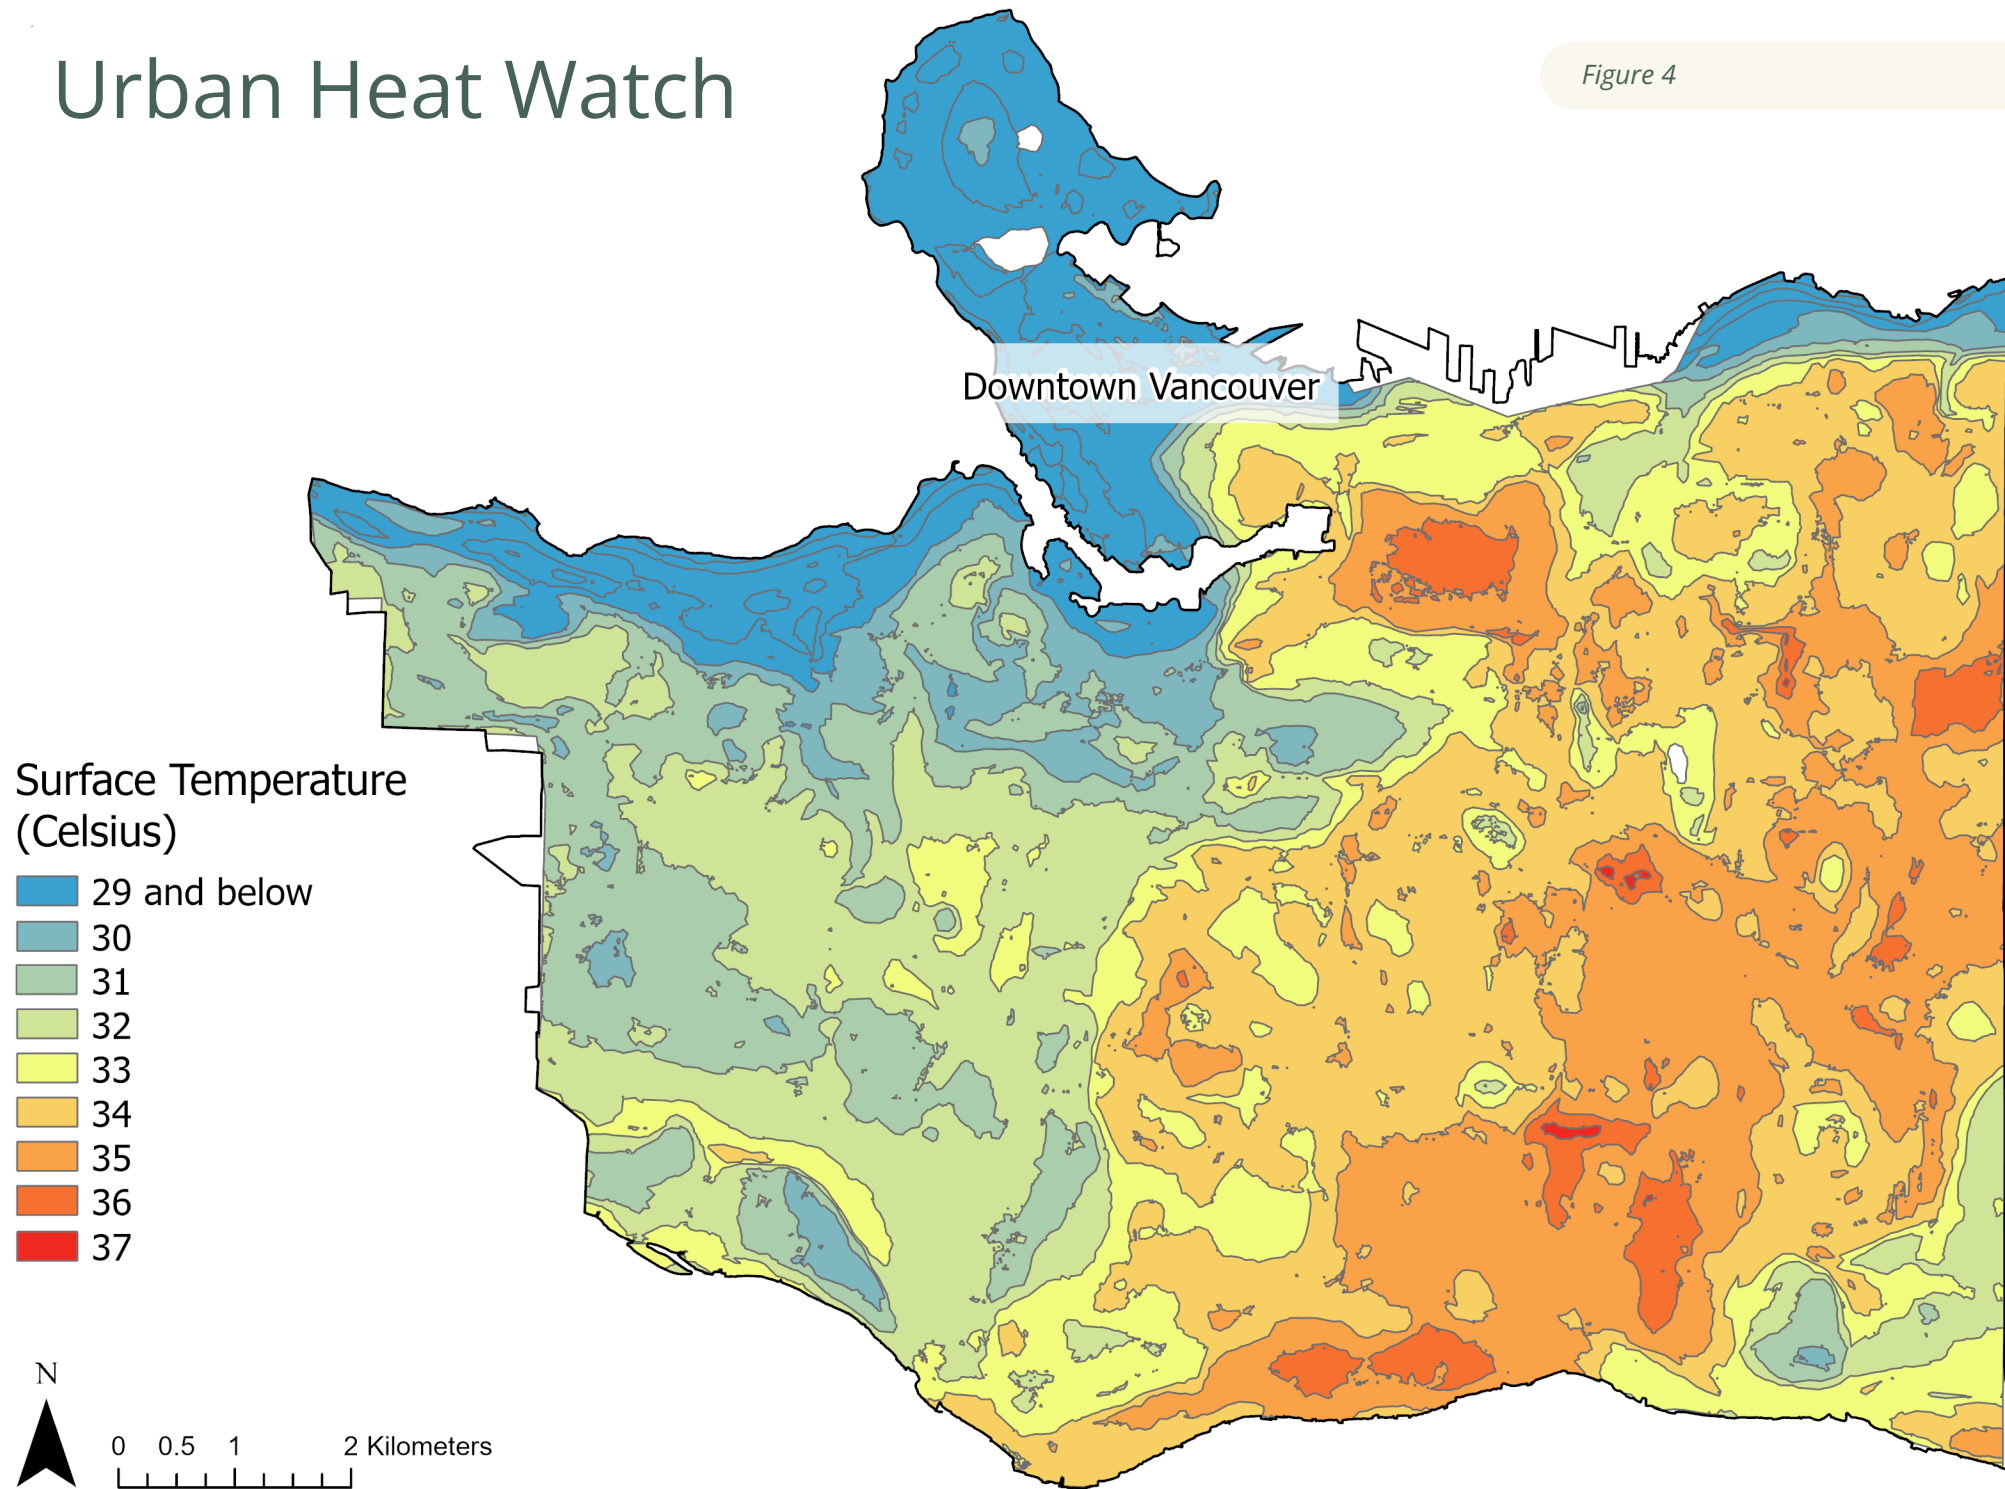 Urban Heat Watch
Figure 4
Downtown Vancouver
Surface Temperature
(Celsius)
29 and below
30
31
32
33
34
35
36
37
N
0 0.5 1 2 Kilometers